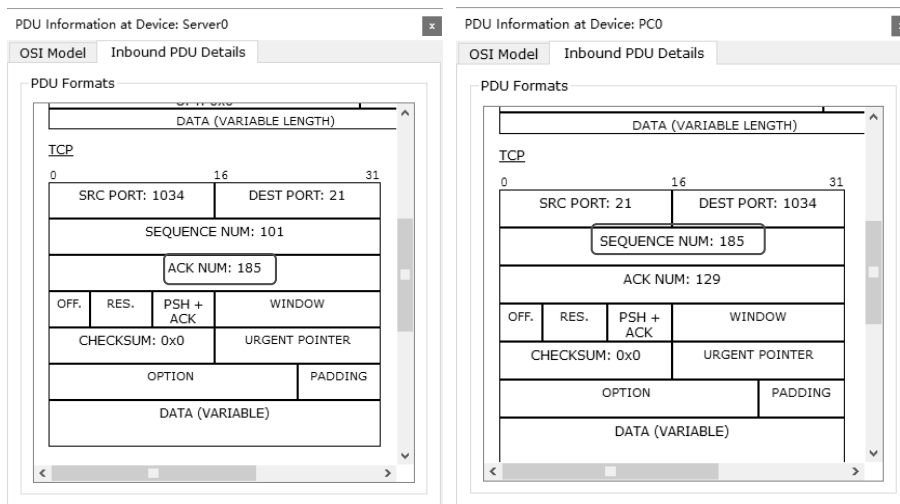 PDU Information at Device: Server0
x
OSI Model Inbound PDU Details
PDU Formats
DATA (VARIABLE LENGTH)
TCP
0 16 31
SRC PORT: 1034 DEST PORT: 21
SEQUENCE NUM: 101
ACK NUM: 185
OFF. RES. PSH + ACK WINDOW
CHECKSUM: 0x0 URGENT POINTER
OPTION PADDING
DATA (VARIABLE)
PDU Information at Device: PC0
x
OSI Model Inbound PDU Details
PDU Formats
DATA (VARIABLE LENGTH)
TCP
0 16 31
SRC PORT: 21 DEST PORT: 1034
SEQUENCE NUM: 185
ACK NUM: 129
OFF. RES. PSH + ACK WINDOW
CHECKSUM: 0x0 URGENT POINTER
OPTION PADDING
DATA (VARIABLE)